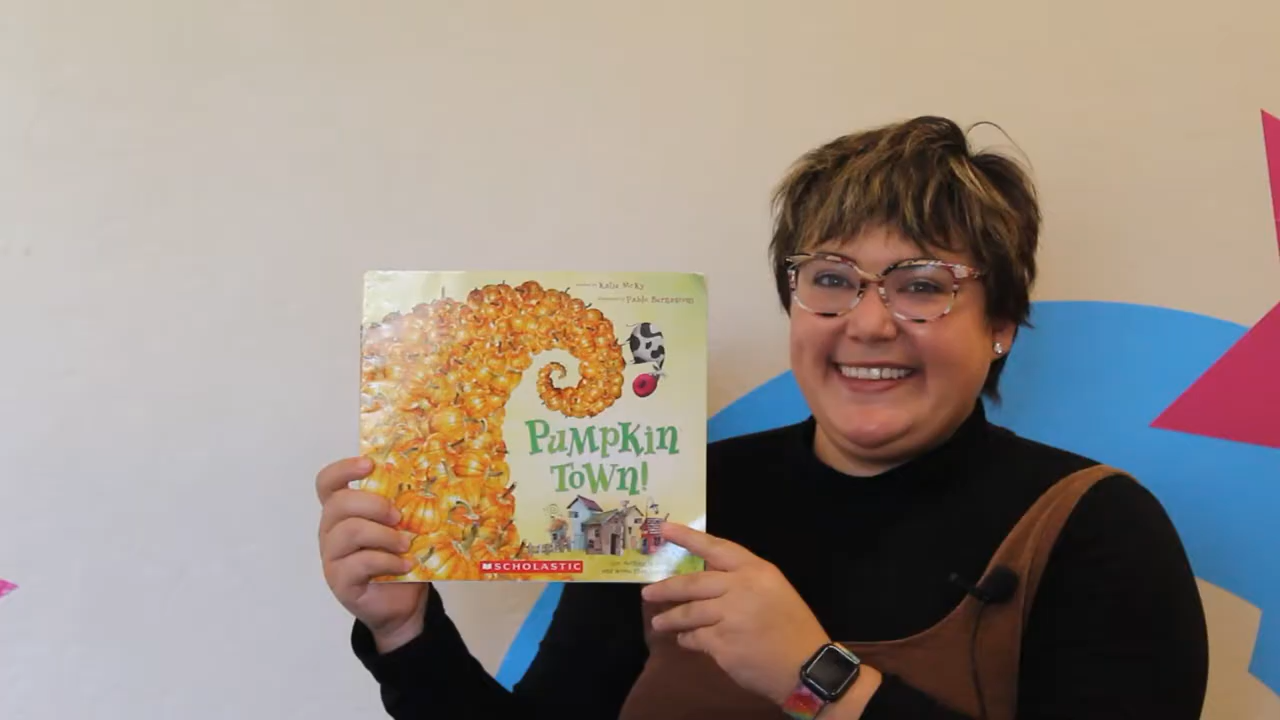 Katie McKy
Pablo Bernasconi
PUMPKIN
TOWN!
SCHOLASTIC